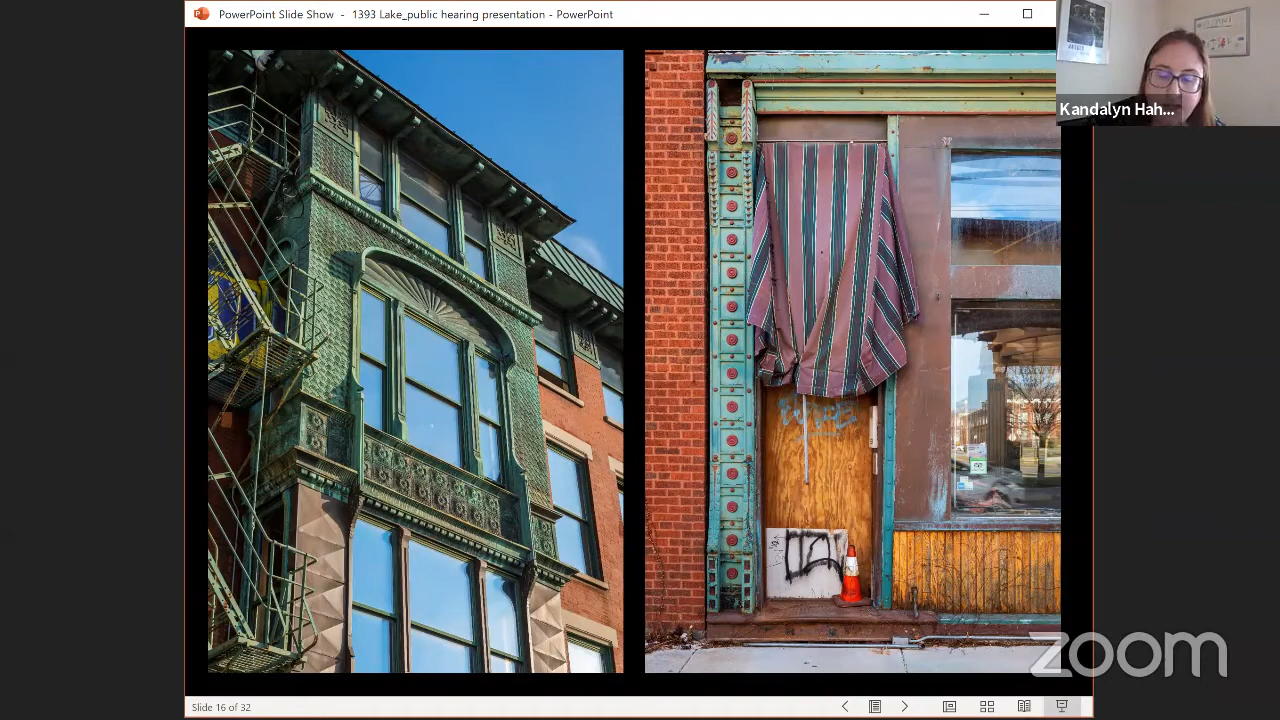 PowerPoint Slide Show - 1393 Lake_public hearing presentation - PowerPoint
Kandalyn Hah...
zoom
Slide 16 of 32